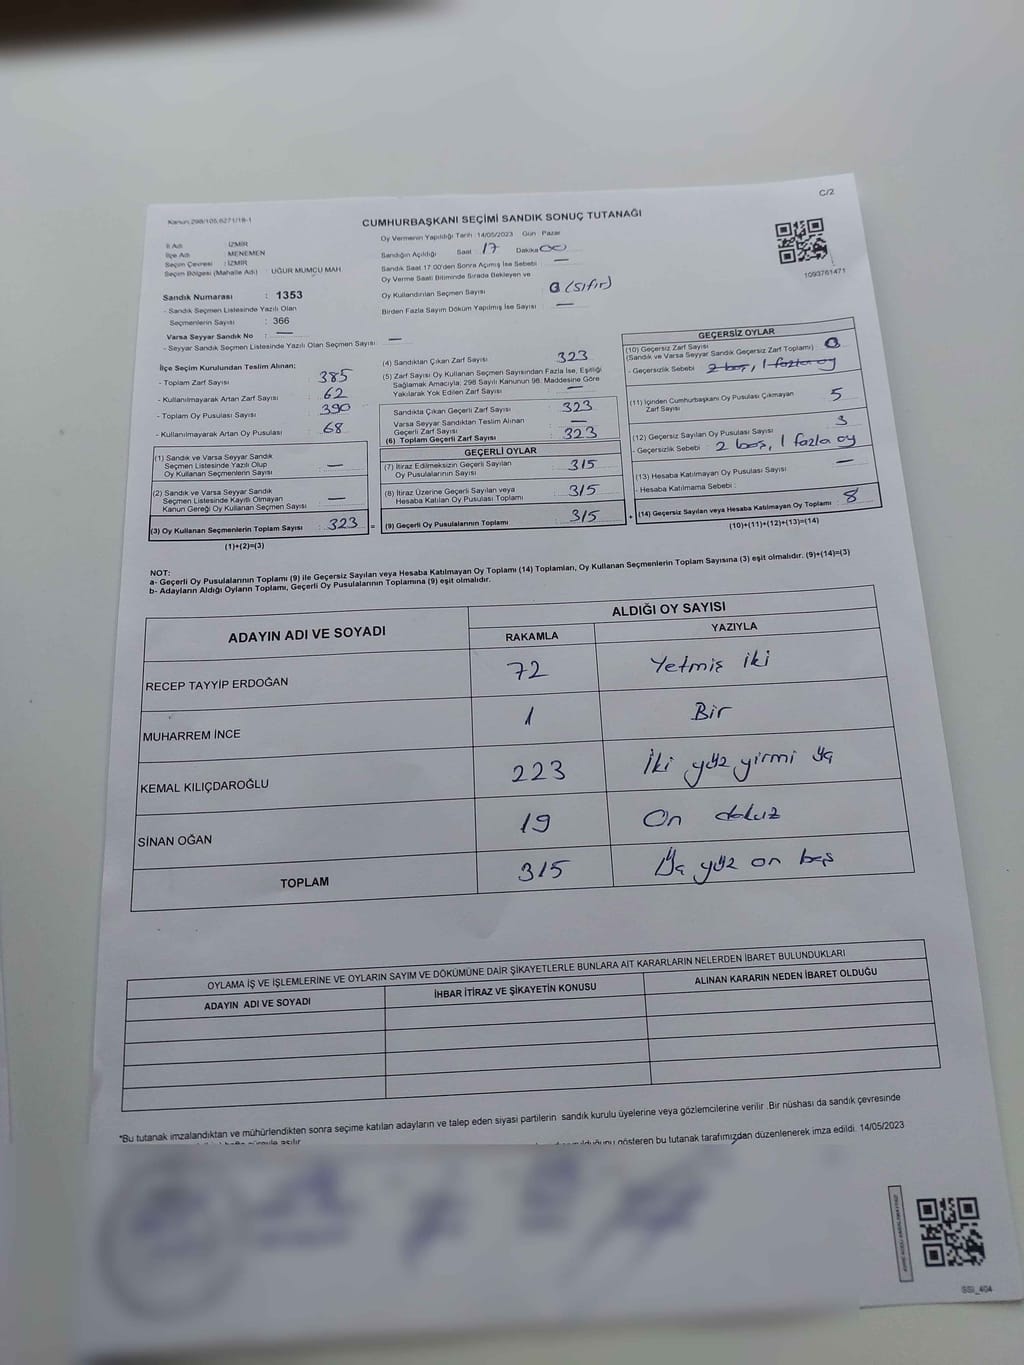 C/2
Kanun:298/105,6271/18-1
CUMHURBAŞKANI SEÇİMİ SANDIK SONUÇ TUTANAĞI
İl Adı : İZMİR
İlçe Adı : MENEMEN
Seçim Çevresi : İZMİR
Seçim Bölgesi (Mahalle Adı) UĞUR MUMCU MAH.
Sandık Numarası : 1353
- Sandık Seçmen Listesinde Yazılı Olan
Seçmenlerin Sayısı : 366
Varsa Seyyar Sandık No : —
- Seyyar Sandık Seçmen Listesinde Yazılı Olan Seçmen Sayısı : —
Oy Vermenin Yapıldığı Tarih :14/05/2023 Gün : Pazar
Sandığın Açıldığı Saat 17 Dakika 00
Sandık Saat 17.00'den Sonra Açılmış İse Sebebi : —
Oy Verme Saati Bitiminde Sırada Bekleyen ve
Oy Kullandırılan Seçmen Sayısı : 0 (sıfır)
Birden Fazla Sayım Döküm Yapılmış İse Sayısı : —
1093761471
İlçe Seçim Kurulundan Teslim Alınan;
- Toplam Zarf Sayısı : 385
- Kullanılmayarak Artan Zarf Sayısı : 62
- Toplam Oy Pusulası Sayısı : 390
- Kullanılmayarak Artan Oy Pusulası : 68
(1) Sandık ve Varsa Seyyar Sandık
Seçmen Listesinde Yazılı Olup
Oy Kullanan Seçmenlerin Sayısı : —
(2) Sandık ve Varsa Seyyar Sandık
Seçmen Listesinde Kayıtlı Olmayan
Kanun Gereği Oy Kullanan Seçmen Sayısı : —
(3) Oy Kullanan Seçmenlerin Toplam Sayısı : 323 =
(1)+(2)=(3)
(4) Sandıktan Çıkan Zarf Sayısı : 323
(5) Zarf Sayısı Oy Kullanan Seçmen Sayısından Fazla İse, Eşitliği
Sağlamak Amacıyla; 298 Sayılı Kanunun 98. Maddesine Göre
Yakılarak Yok Edilen Zarf Sayısı : —
Sandıkta Çıkan Geçerli Zarf Sayısı : 323
Varsa Seyyar Sandıktan Teslim Alınan
Geçerli Zarf Sayısı : —
(6) Toplam Geçerli Zarf Sayısı : 323
GEÇERLİ OYLAR
(7) İtiraz Edilmeksizin Geçerli Sayılan
Oy Pusulalarının Sayısı : 315
(8) İtiraz Üzerine Geçerli Sayılan veya
Hesaba Katılan Oy Pusulası Toplamı : 315
(9) Geçerli Oy Pusulalarının Toplamı : 315 +
GEÇERSİZ OYLAR
(10) Geçersiz Zarf Sayısı
(Sandık ve Varsa Seyyar Sandık Geçersiz Zarf Toplamı) : 0
- Geçersizlik Sebebi : 2 boş, 1 fazla oy
(11) İçinden Cumhurbaşkanı Oy Pusulası Çıkmayan
Zarf Sayısı : 5
(12) Geçersiz Sayılan Oy Pusulası Sayısı : 3
- Geçersizlik Sebebi : 2 boş, 1 fazla oy
(13) Hesaba Katılmayan Oy Pusulası Sayısı : —
- Hesaba Katılmama Sebebi :
(14) Geçersiz Sayılan veya Hesaba Katılmayan Oy Toplamı : 8
(10)+(11)+(12)+(13)=(14)
NOT:
a- Geçerli Oy Pusulalarının Toplamı (9) ile Geçersiz Sayılan veya Hesaba Katılmayan Oy Toplamı (14) Toplamları, Oy Kullanan Seçmenlerin Toplam Sayısına (3) eşit olmalıdır. (9)+(14)=(3)
b- Adayların Aldığı Oyların Toplamı, Geçerli Oy Pusulalarının Toplamına (9) eşit olmalıdır.
ADAYIN ADI VE SOYADI
ALDIĞI OY SAYISI
RAKAMLA YAZIYLA
RECEP TAYYİP ERDOĞAN 72 Yetmiş iki
MUHARREM İNCE 1 Bir
KEMAL KILIÇDAROĞLU 223 İki yüz yirmi üç
SİNAN OĞAN 19 On dokuz
TOPLAM 315 Üç yüz on beş
OYLAMA İŞ VE İŞLEMLERİNE VE OYLARIN SAYIM VE DÖKÜMÜNE DAİR ŞİKAYETLERLE BUNLARA AİT KARARLARIN NELERDEN İBARET BULUNDUKLARI
ADAYIN ADI VE SOYADI İHBAR İTİRAZ VE ŞİKAYETİN KONUSU ALINAN KARARIN NEDEN İBARET OLDUĞU
*Bu tutanak imzalandıktan ve mühürlendikten sonra seçime katılan adayların ve talep eden siyasi partilerin sandık kurulu üyelerine veya gözlemcilerine verilir .Bir nüshası da sandık çevresinde
gösteren bu tutanak tarafımızdan düzenlenerek imza edildi. 14/05/2023
SSI_404